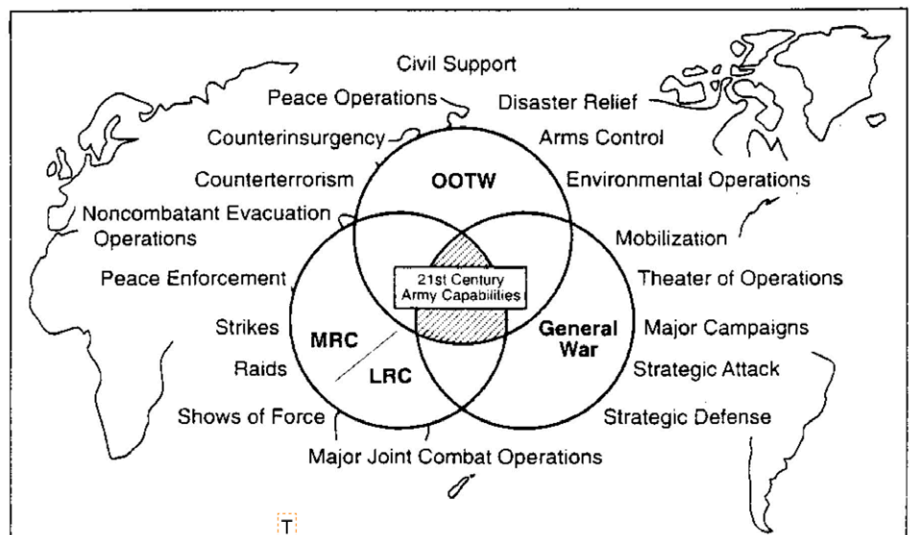 Civil Support
Peace Operations
Disaster Relief
Counterinsurgency
Arms Control
Counterterrorism
OOTW
Environmental Operations
Noncombatant Evacuation
Operations
Mobilization
Peace Enforcement
21st Century
Army Capabilities
Theater of Operations
Strikes
MRC
General
War
Major Campaigns
Raids
LRC
Strategic Attack
Shows of Force
Strategic Defense
Major Joint Combat Operations
T